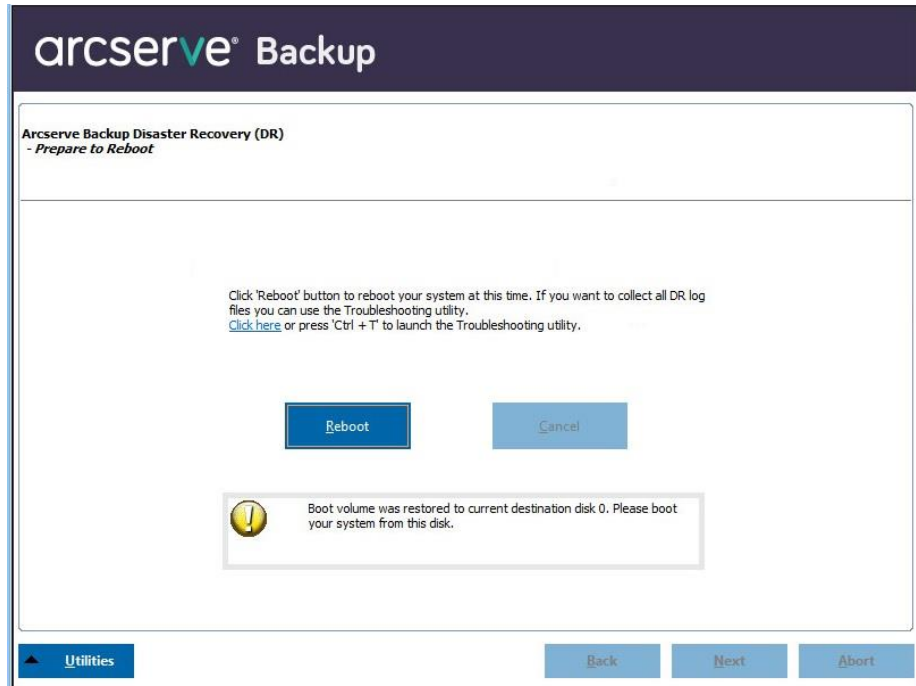 arcserve® Backup
Arcserve Backup Disaster Recovery (DR)
- Prepare to Reboot
Click 'Reboot' button to reboot your system at this time. If you want to collect all DR log
files you can use the Troubleshooting utility.
Click here or press 'Ctrl + T' to launch the Troubleshooting utility.
Reboot
Cancel
Boot volume was restored to current destination disk 0. Please boot
your system from this disk.
Utilities
Back
Next
Abort